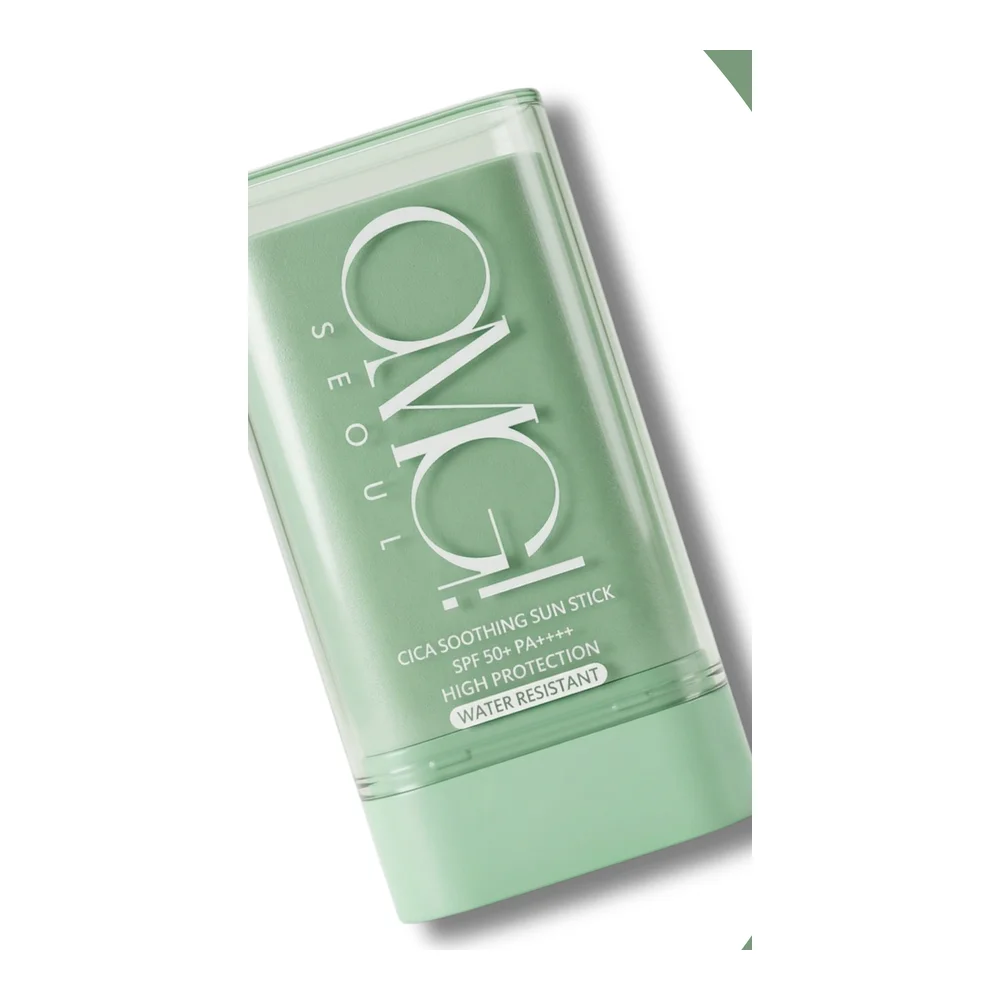 OMG!
SEOUL
CICA SOOTHING SUN STICK
SPF 50+ PA++++
HIGH PROTECTION
WATER RESISTANT